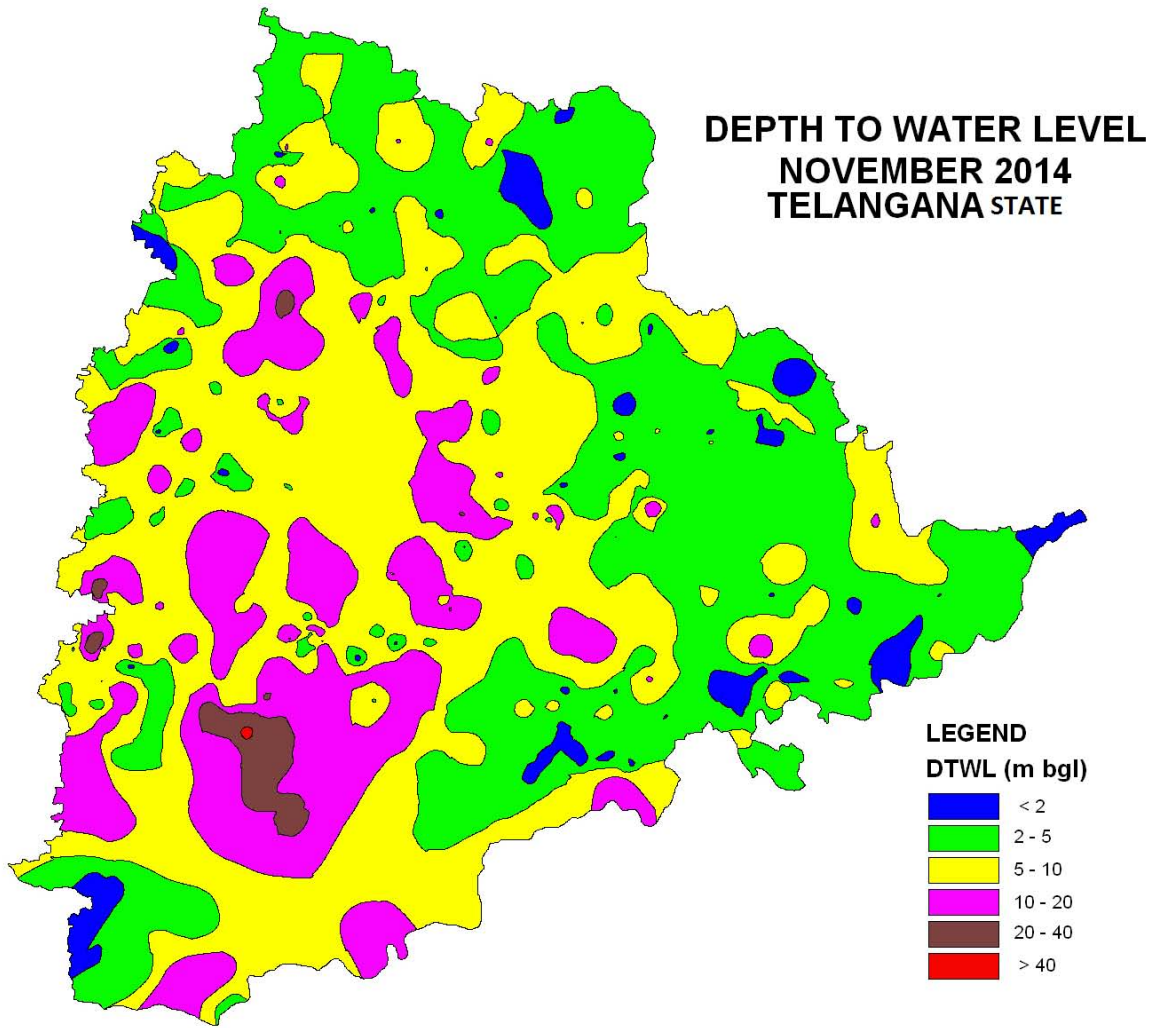 DEPTH TO WATER LEVEL
NOVEMBER 2014
TELANGANA STATE
LEGEND
DTWL (m bgl)
< 2
2 - 5
5 - 10
10 - 20
20 - 40
> 40